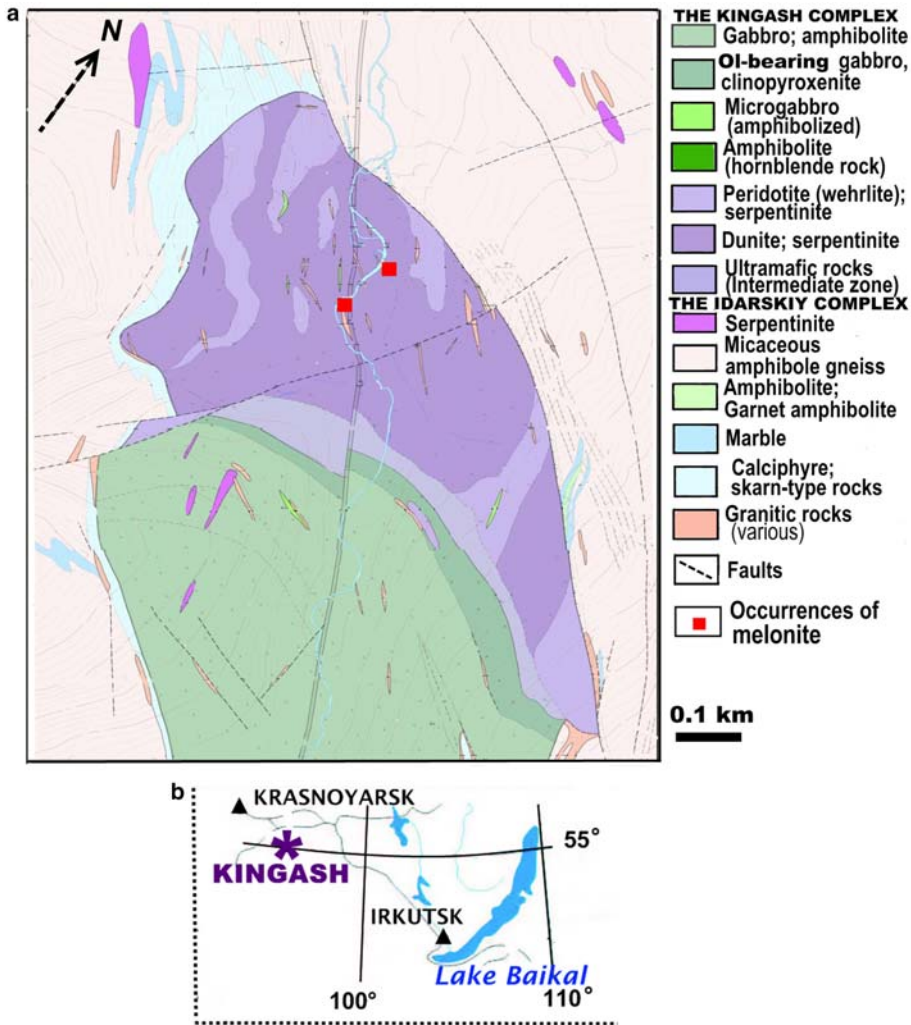 a
N
THE KINGASH COMPLEX
Gabbro; amphibolite
Ol-bearing gabbro,
clinopyroxenite
Microgabbro
(amphibolized)
Amphibolite
(hornblende rock)
Peridotite (wehrlite);
serpentinite
Dunite; serpentinite
Ultramafic rocks
(Intermediate zone)
THE IDARSKIY COMPLEX
Serpentinite
Micaceous
amphibole gneiss
Amphibolite;
Garnet amphibolite
Marble
Calciphyre;
skarn-type rocks
Granitic rocks
(various)
Faults
Occurrences of
melonite
0.1 km
b
KRASNOYARSK
55°
KINGASH
IRKUTSK
Lake Baikal
100°
110°